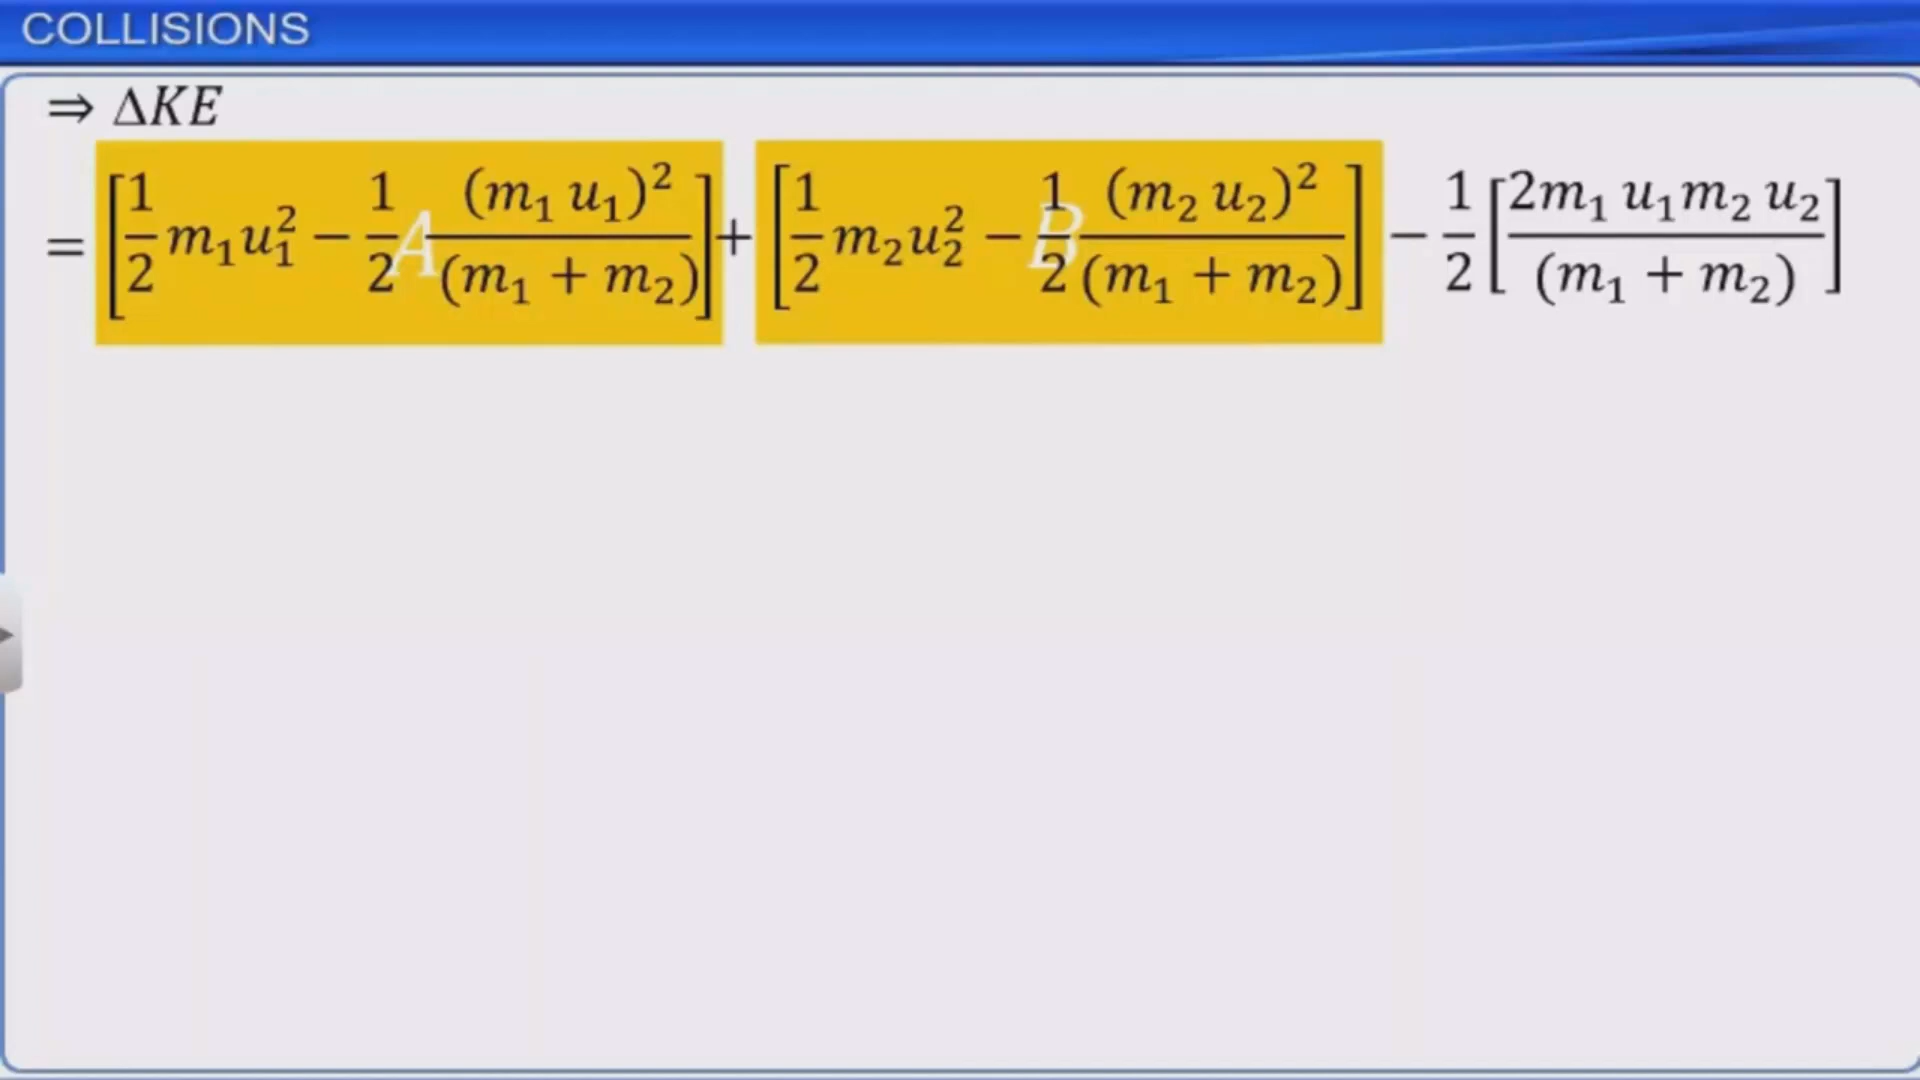 COLLISIONS
⇒ ΔKE
= [1/2 m₁u₁² − 1/2 (m₁ u₁)²/(m₁ + m₂)] + [1/2 m₂u₂² − 1/2 (m₂ u₂)²/(m₁ + m₂)] − 1/2 [2m₁ u₁m₂ u₂/(m₁ + m₂)]
A B